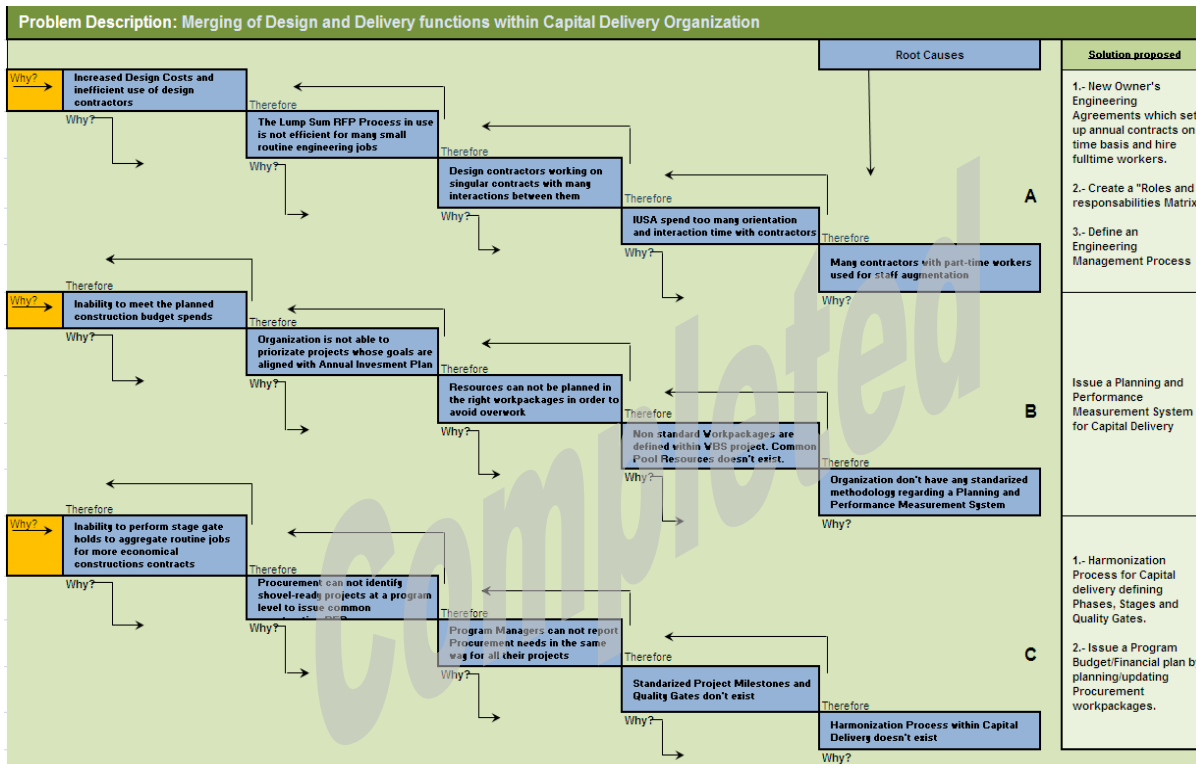 Problem Description: Merging of Design and Delivery functions within Capital Delivery Organization
Root Causes
Solution proposed
Why?
Increased Design Costs and
inefficient use of design
contractors
Why?
Therefore
The Lump Sum RFP Process in use
is not efficient for many small
routine engineering jobs
Why?
Therefore
Design contractors working on
singular contracts with many
interactions between them
Why?
Therefore
IUSA spend too many orientation
and interaction time with contractors
Why?
Therefore
Many contractors with part-time workers
used for staff augmentation
Why?
A
1.- New Owner's
Engineering
Agreements which set
up annual contracts on
time basis and hire
fulltime workers.
2.- Create a "Roles and
responsabilities Matrix
3.- Define an
Engineering
Management Process
Therefore
Why?
Inability to meet the planned
construction budget spends
Why?
Therefore
Organization is not able to
priorizate projects whose goals are
aligned with Annual Invesment Plan
Why?
Therefore
Resources can not be planned in
the right workpackages in order to
avoid overwork
Why?
Therefore
Non standard Workpackages are
defined within WBS project. Common
Pool Resources doesn't exist.
Why?
Therefore
Organization don't have any standarized
methodology regarding a Planning and
Performance Measurement System
Why?
B
Issue a Planning and
Performance
Measurement System
for Capital Delivery
Therefore
Why?
Inability to perform stage gate
holds to aggregate routine jobs
for more economical
constructions contracts
Why?
Therefore
Procurement can not identify
shovel-ready projects at a program
level to issue common
Why?
Therefore
Program Managers can not report
Procurement needs in the same
way for all their projects
Why?
Therefore
Standarized Project Milestones and
Quality Gates don't exist
Why?
Therefore
Harmonization Process within Capital
Delivery doesn't exist
Why?
C
1.- Harmonization
Process for Capital
delivery defining
Phases, Stages and
Quality Gates.
2.- Issue a Program
Budget/Financial plan by
planning/updating
Procurement
workpackages.
Completed